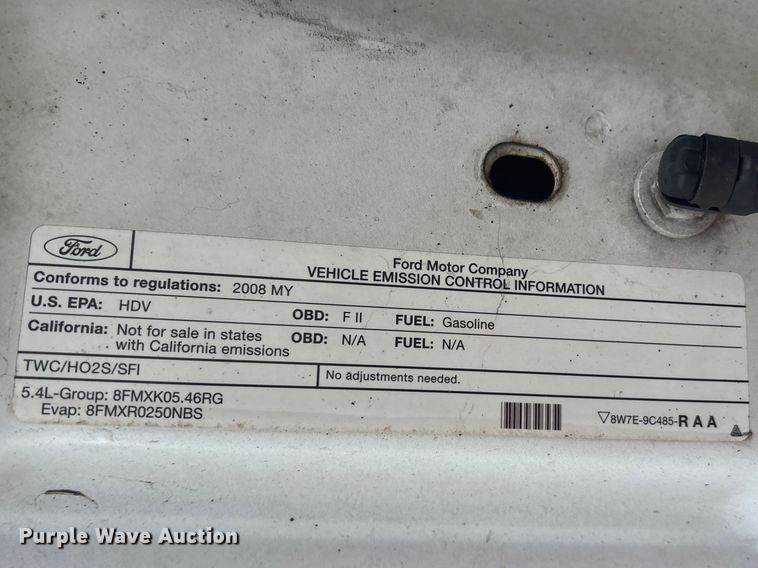 Ford
Ford Motor Company
VEHICLE EMISSION CONTROL INFORMATION
Conforms to regulations: 2008 MY
U.S. EPA: HDV OBD: F II FUEL: Gasoline
California: Not for sale in states with California emissions OBD: N/A FUEL: N/A
TWC/HO2S/SFI No adjustments needed.
5.4L-Group: 8FMXK05.46RG
Evap: 8FMXR0250NBS
8W7E-9C485-RAA
Purple Wave Auction